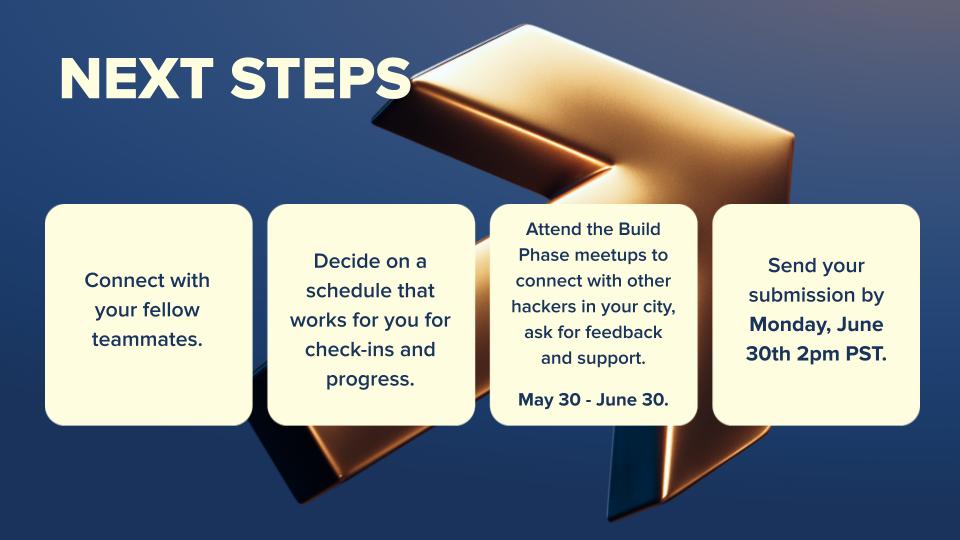 NEXT STEPS
Connect with
your fellow
teammates.
Decide on a
schedule that
works for you for
check-ins and
progress.
Attend the Build
Phase meetups to
connect with other
hackers in your city,
ask for feedback
and support.
May 30 - June 30.
Send your
submission by
Monday, June
30th 2pm PST.